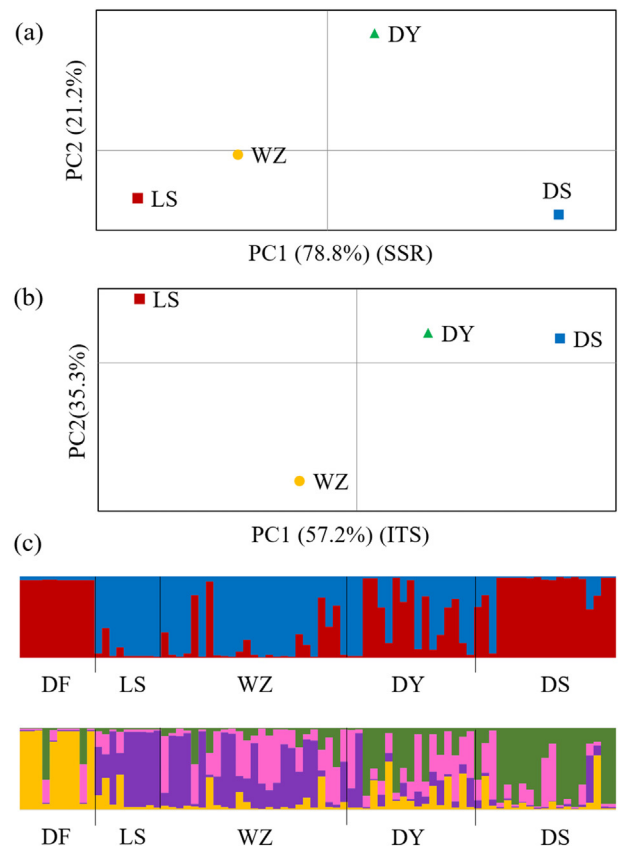 (a)
DY
PC2 (21.2%)
WZ
LS
DS
PC1 (78.8%) (SSR)
(b)
LS
DY
DS
PC2(35.3%)
WZ
PC1 (57.2%) (ITS)
(c)
DF LS WZ DY DS
DF LS WZ DY DS